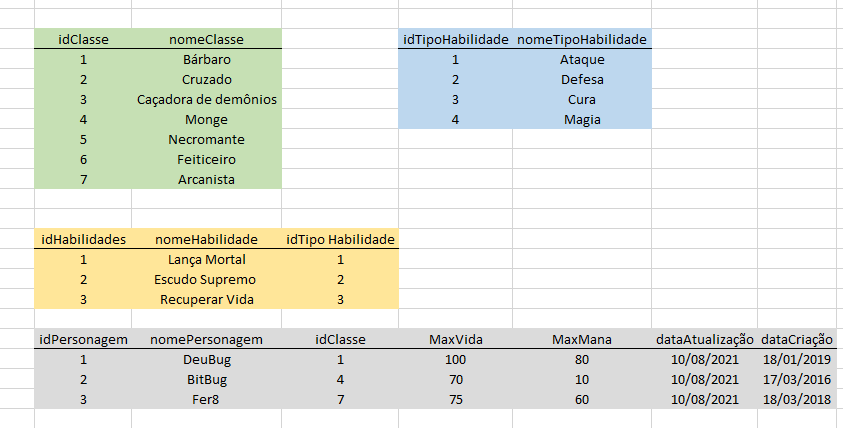 idClasse nomeClasse idTipoHabilidade nomeTipoHabilidade
1 Bárbaro 1 Ataque
2 Cruzado 2 Defesa
3 Caçadora de demônios 3 Cura
4 Monge 4 Magia
5 Necromante
6 Feiticeiro
7 Arcanista
idHabilidades nomeHabilidade idTipo Habilidade
1 Lança Mortal 1
2 Escudo Supremo 2
3 Recuperar Vida 3
idPersonagem nomePersonagem idClasse MaxVida MaxMana dataAtualização dataCriação
1 DeuBug 1 100 80 10/08/2021 18/01/2019
2 BitBug 4 70 10 10/08/2021 17/03/2016
3 Fer8 7 75 60 10/08/2021 18/03/2018